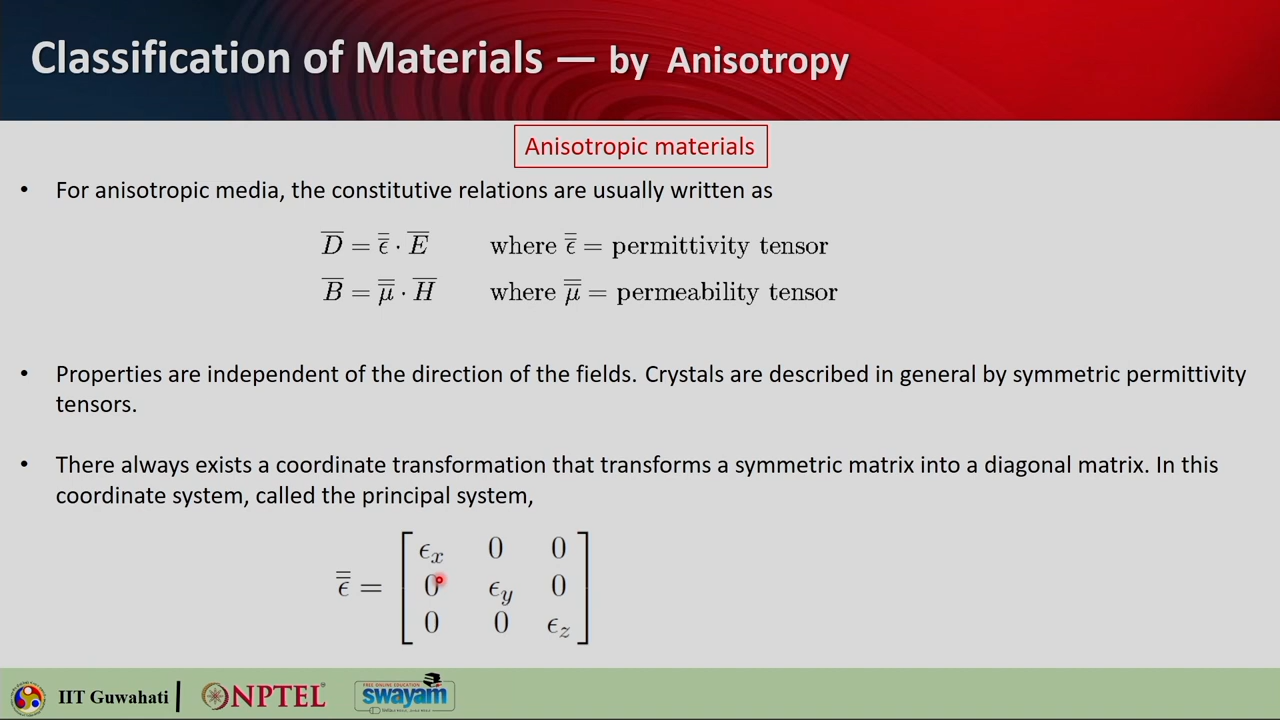 Classification of Materials — by Anisotropy
Anisotropic materials
• For anisotropic media, the constitutive relations are usually written as
D̅ = ϵ̿ · E̅ where ϵ̿ = permittivity tensor
B̅ = μ̿ · H̅ where μ̿ = permeability tensor
• Properties are independent of the direction of the fields. Crystals are described in general by symmetric permittivity
tensors.
• There always exists a coordinate transformation that transforms a symmetric matrix into a diagonal matrix. In this
coordinate system, called the principal system,
ϵ̿ =
ϵx 0 0
0 ϵy 0
0 0 ϵz
IIT Guwahati
NPTEL
FREE ONLINE EDUCATION
swayam